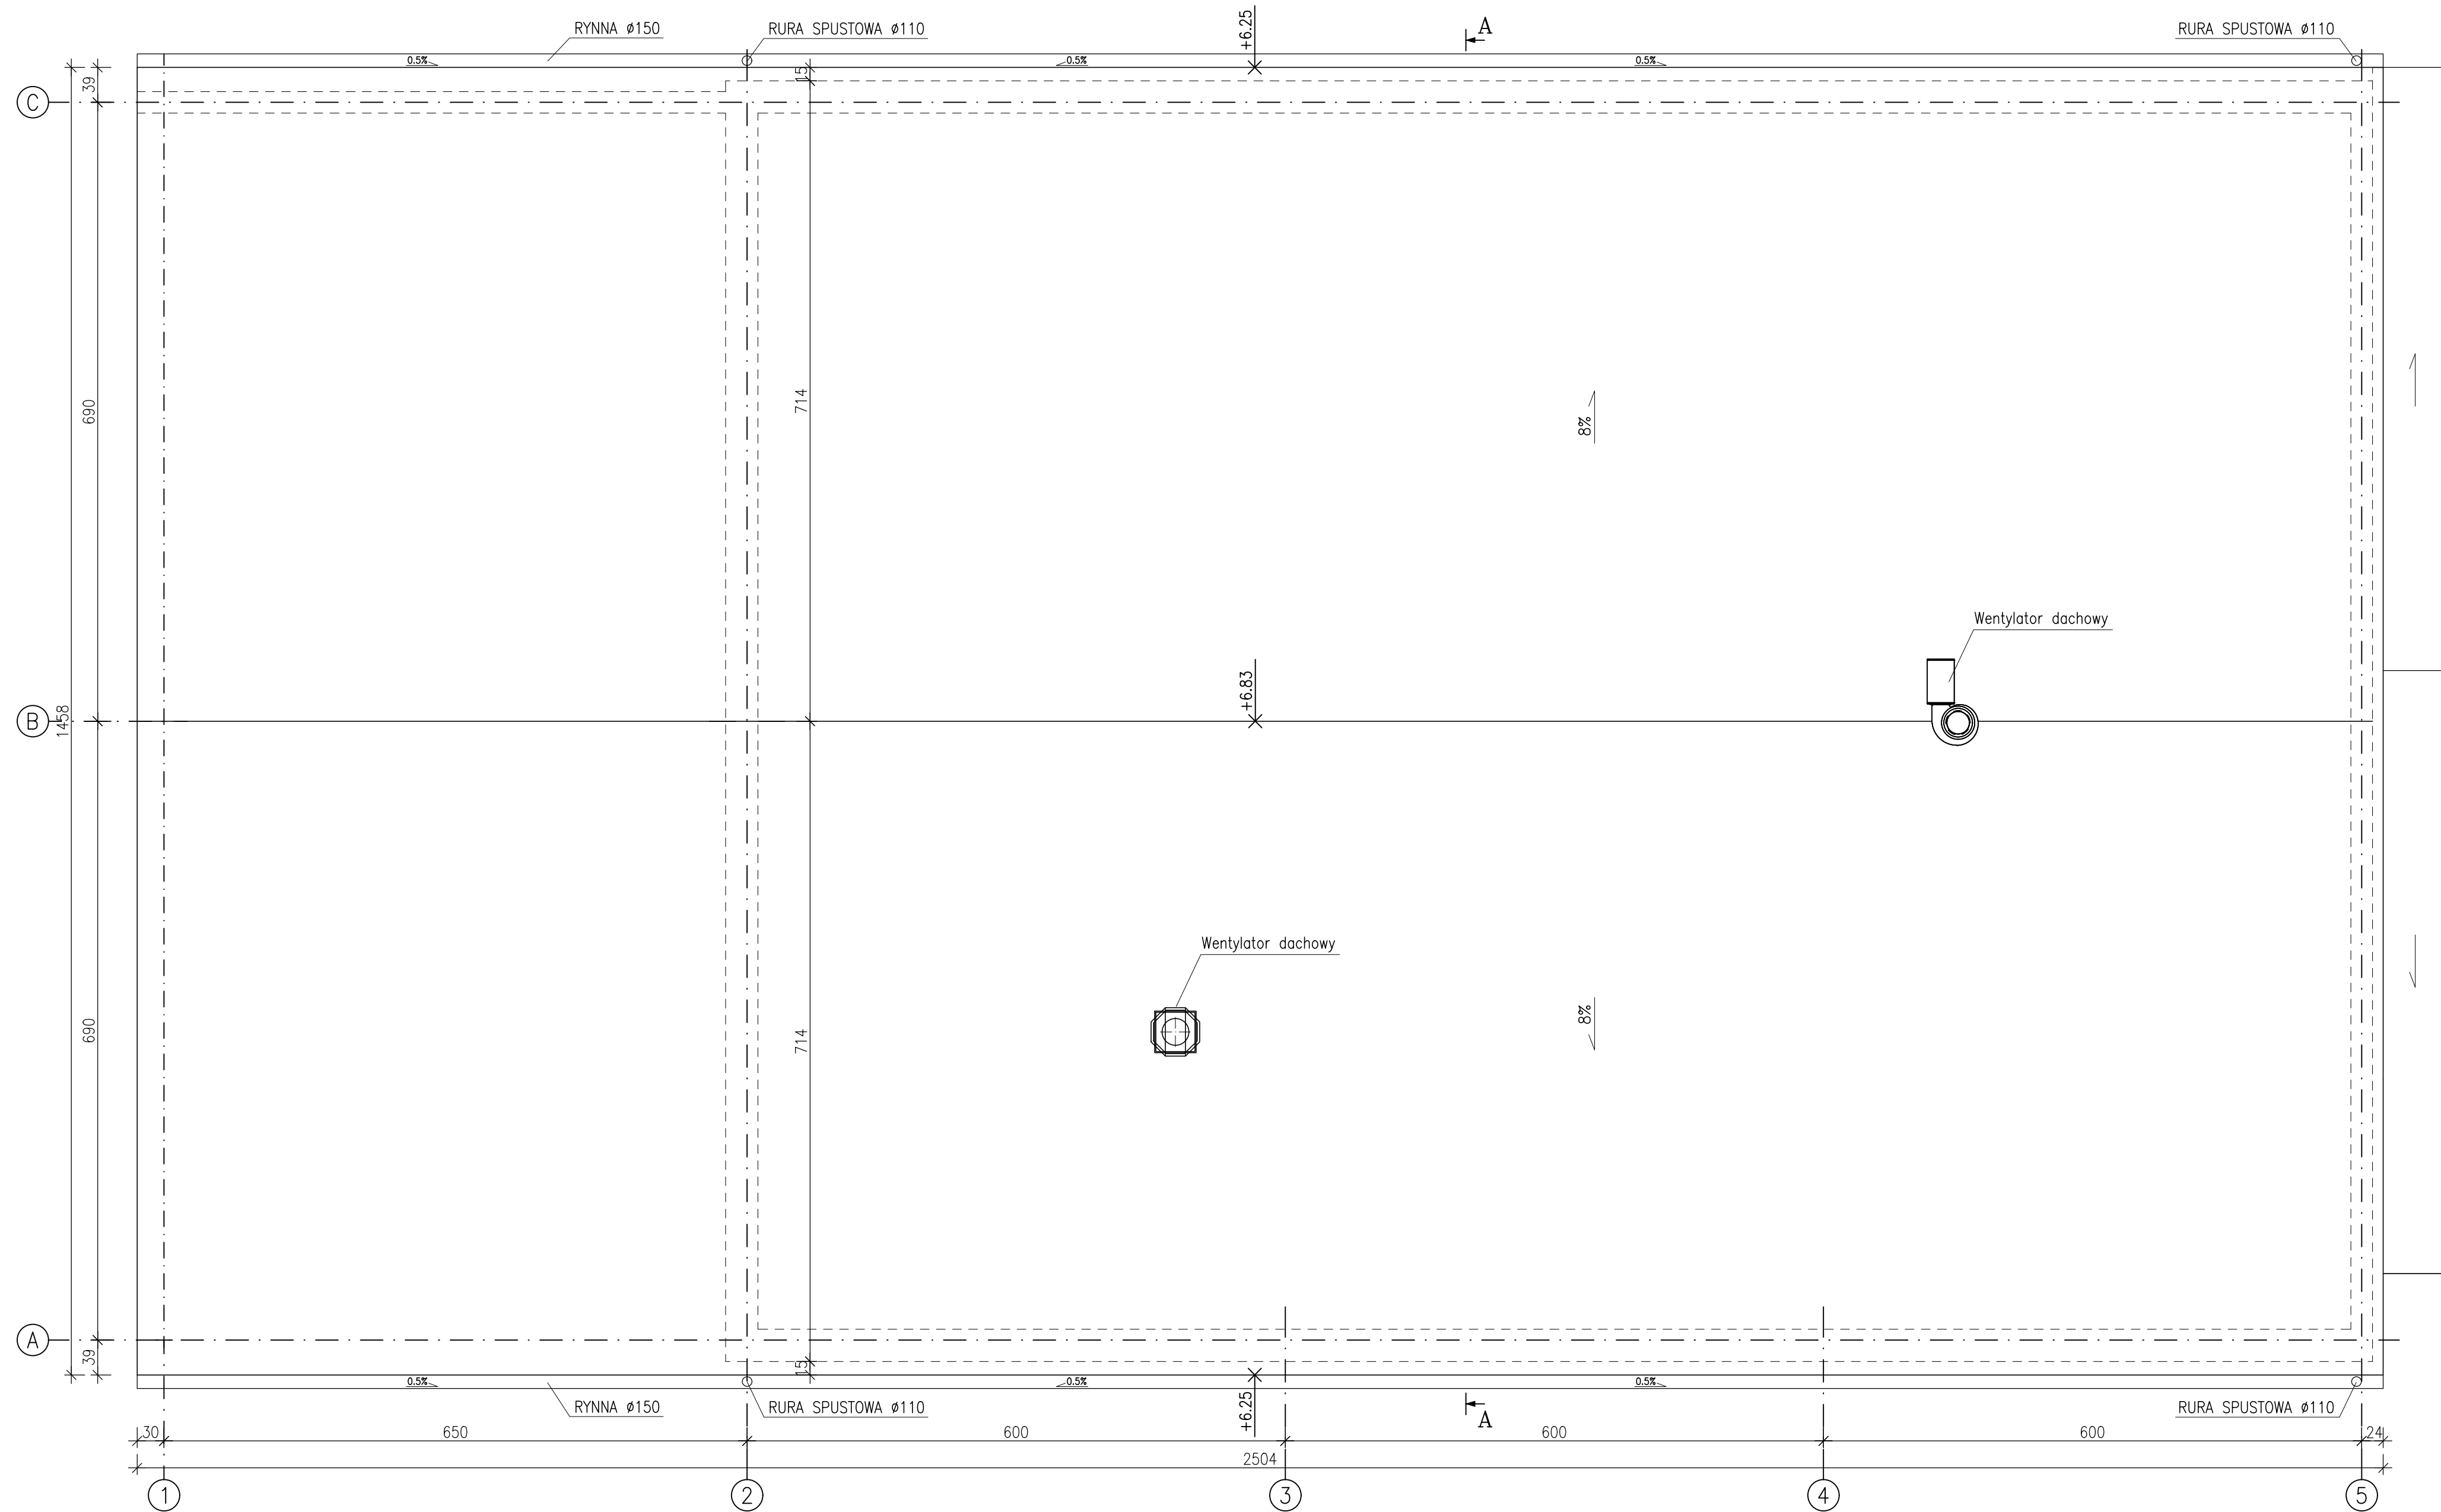 RYNNA ø150
RURA SPUSTOWA ø110
+6.25
A
RURA SPUSTOWA ø110
0.5%
0.5%
0.5%
39
15
C
690
714
8%
Wentylator dachowy
+6.83
B
1458
Wentylator dachowy
690
714
8%
A
39
15
0.5%
0.5%
0.5%
RYNNA ø150
RURA SPUSTOWA ø110
+6.25
A
RURA SPUSTOWA ø110
30
650
600
600
600
24
2504
1
2
3
4
5